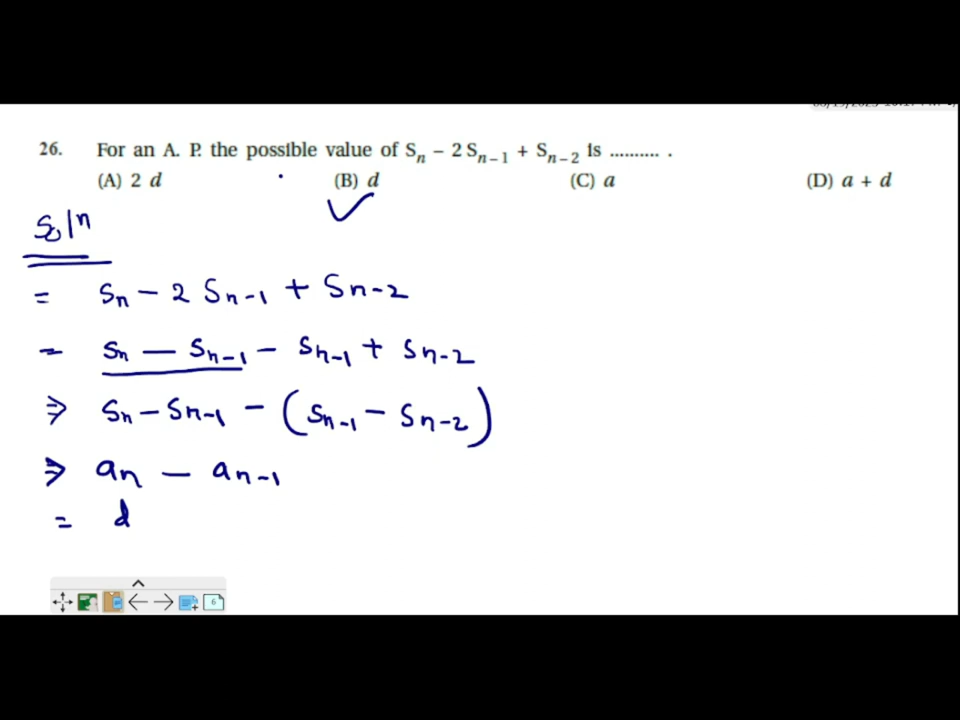 26. For an A. P. the possible value of Sₙ − 2 Sₙ₋₁ + Sₙ₋₂ is .......... .
(A) 2 d (B) d (C) a (D) a + d
Solⁿ
= Sn − 2 Sn-1 + Sn-2
= Sn − Sn-1 − Sn-1 + Sn-2
⇒ Sn − Sn-1 − (Sn-1 − Sn-2)
⇒ an − an-1
= d
6